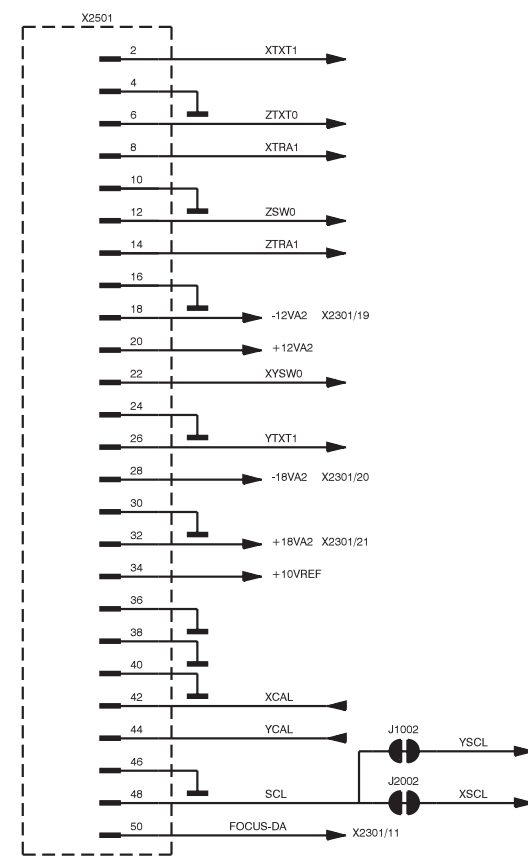 X2501
2 XTXT1
4
6 ZTXT0
8 XTRA1
10
12 ZSW0
14 ZTRA1
16
18 -12VA2 X2301/19
20 +12VA2
22 XYSW0
24
26 YTXT1
28 -18VA2 X2301/20
30
32 +18VA2 X2301/21
34 +10VREF
36
38
40
42 XCAL
44 YCAL
J1002
YSCL
46
J2002
48 SCL XSCL
50 FOCUS-DA X2301/11